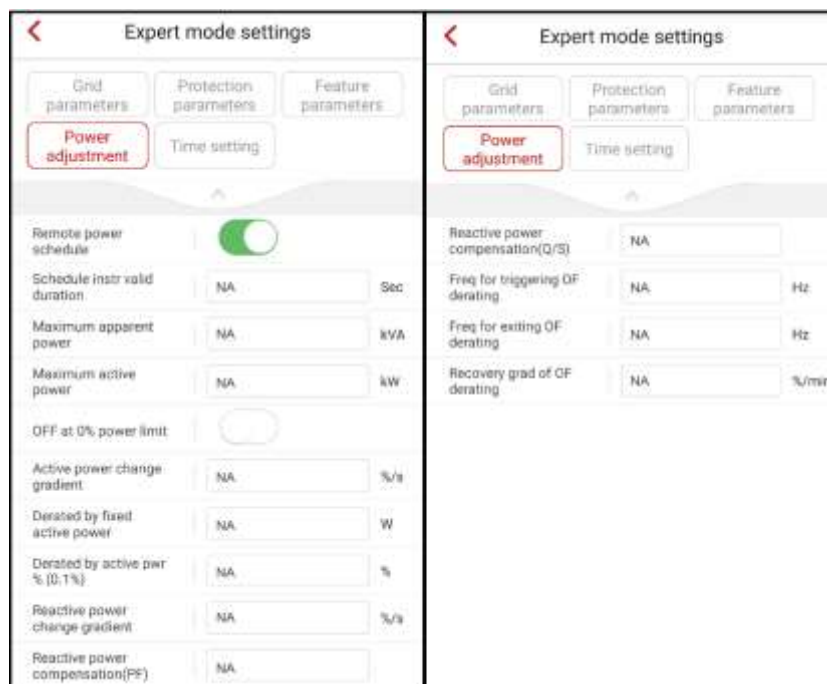 Expert mode settings
Grid
parameters
Protection
parameters
Feature
parameters
Power
adjustment
Time setting
Remote power
schedule
Schedule instr valid
duration
NA
Sec
Maximum apparent
power
NA
kVA
Maximum active
power
NA
kW
OFF at 0% power limit
Active power change
gradient
NA
%/s
Derated by fixed
active power
NA
W
Derated by active pwr
% (0.1%)
NA
%
Reactive power
change gradient
NA
%/s
Reactive power
compensation(PF)
NA
Expert mode settings
Grid
parameters
Protection
parameters
Feature
parameters
Power
adjustment
Time setting
Reactive power
compensation(Q/S)
NA
Freq for triggering OF
derating
NA
Hz
Freq for exiting OF
derating
NA
Hz
Recovery grad of OF
derating
NA
%/min